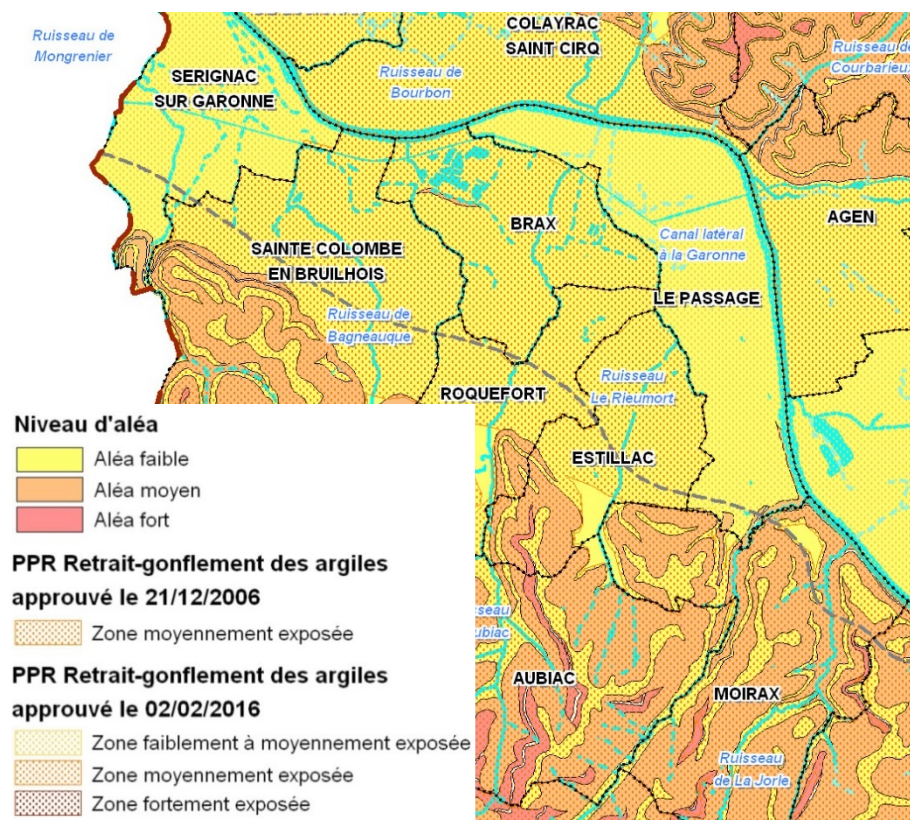 Ruisseau de
Mongrenier
SERIGNAC
SUR GARONNE
COLAYRAC
SAINT CIRQ
Ruisseau de
Bourbon
Ruisseau de
Courbarieux
BRAX
AGEN
SAINTE COLOMBE
EN BRUILHOIS
Canal latéral
à la Garonne
LE PASSAGE
Ruisseau de
Bagneauque
ROQUEFORT
Ruisseau
Le Rieumort
ESTILLAC
AUBIAC
MOIRAX
Ruisseau
de La Jorle
Niveau d'aléa
Aléa faible
Aléa moyen
Aléa fort
PPR Retrait-gonflement des argiles
approuvé le 21/12/2006
Zone moyennement exposée
PPR Retrait-gonflement des argiles
approuvé le 02/02/2016
Zone faiblement à moyennement exposée
Zone moyennement exposée
Zone fortement exposée